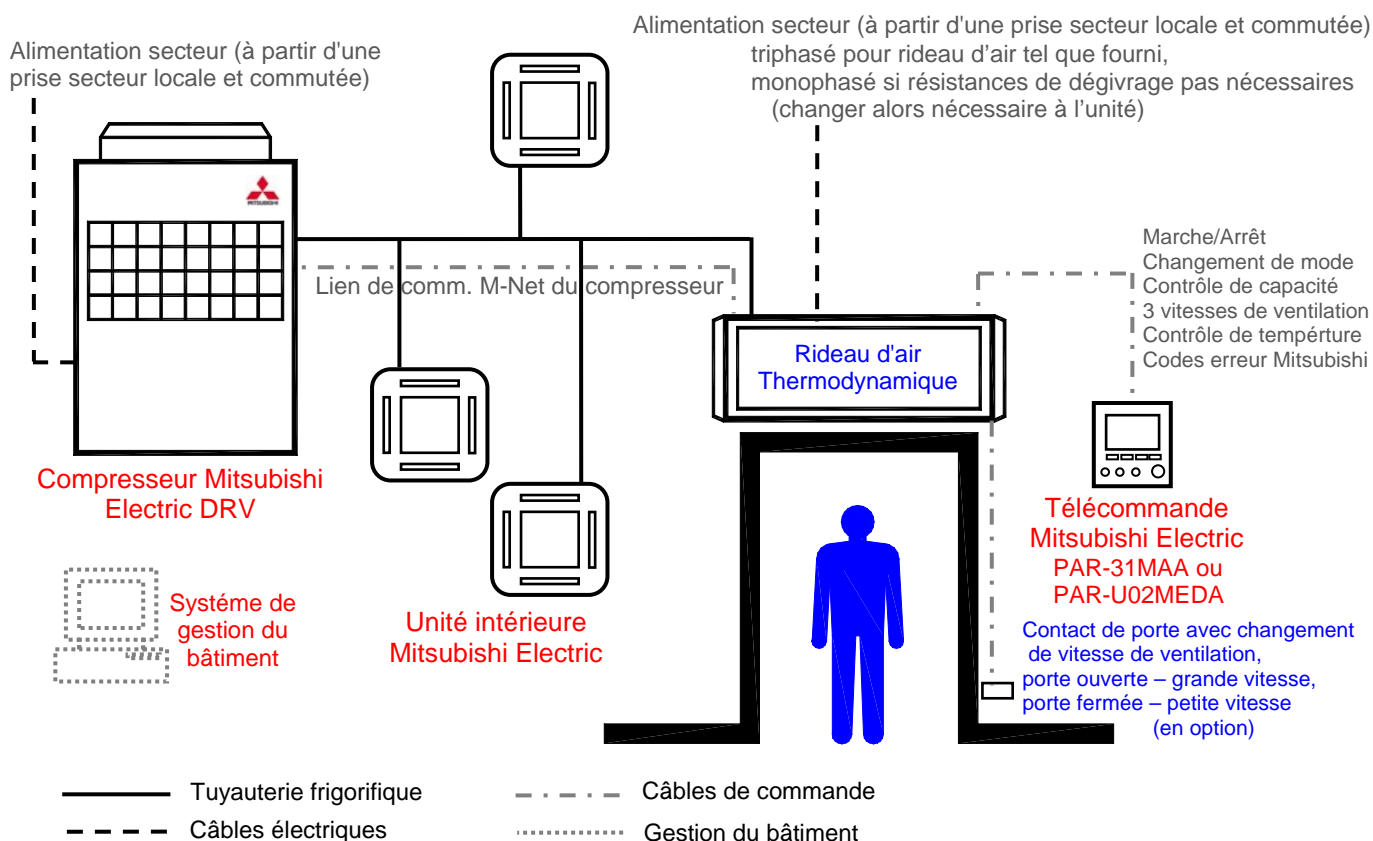 Alimentation secteur (à partir d'une
prise secteur locale et commutée)
Alimentation secteur (à partir d'une prise secteur locale et commutée)
triphasé pour rideau d’air tel que fourni,
monophasé si résistances de dégivrage pas nécessaires
(changer alors nécessaire à l’unité)
MITSUBISHI
Lien de comm. M-Net du compresseur
Marche/Arrêt
Changement de mode
Contrôle de capacité
3 vitesses de ventilation
Contrôle de tempérture
Codes erreur Mitsubishi
Rideau d'air
Thermodynamique
Compresseur Mitsubishi
Electric DRV
Télécommande
Mitsubishi Electric
PAR-31MAA ou
PAR-U02MEDA
Systéme de
gestion du
bâtiment
Unité intérieure
Mitsubishi Electric
Contact de porte avec changement
de vitesse de ventilation,
porte ouverte – grande vitesse,
porte fermée – petite vitesse
(en option)
Tuyauterie frigorifique
Câbles de commande
Câbles électriques
Gestion du bâtiment